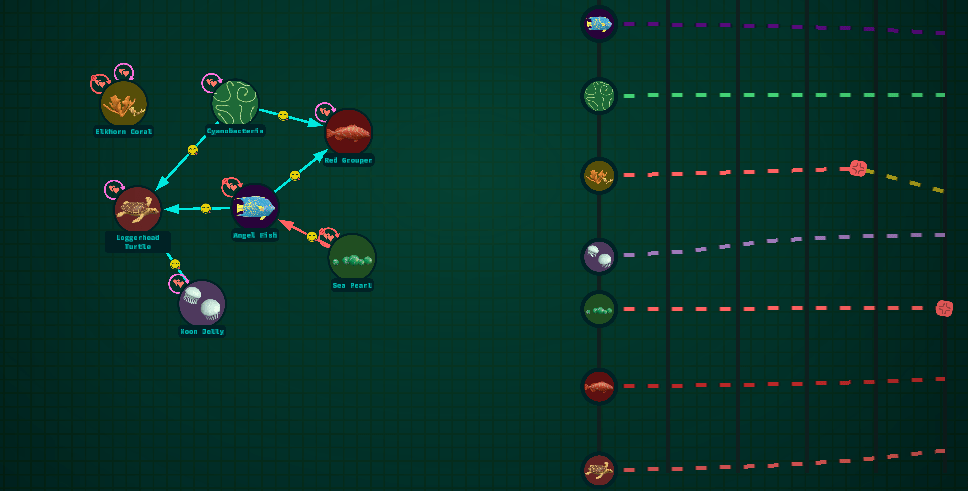 Elkhorn Coral
Cyanobacteria
Red Grouper
Loggerhead
Turtle
Angel Fish
Sea Pearl
Moon Jelly